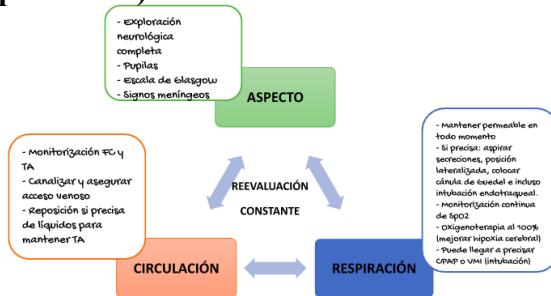 - Exploración
neurológica
completa
- Pupilas
- Escala de Glasgow
- Signos meníngeos
ASPECTO
- Monitorización FC y
TA
- Canalizar y asegurar
acceso venoso
- Reposición si precisa
de líquidos para
mantener TA
REEVALUACIÓN
CONSTANTE
- Mantener permeable en
todo momento
- Si precisa: aspirar
secreciones, posición
lateralizada, colocar
cánula de Guedel e incluso
intubación endotraqueal.
- Monitorización continua
de SpO2
- Oxigenoterapia al 100%
(mejorar hipoxia cerebral)
- Puede llegar a precisar
CPAP o VMI (intubación)
CIRCULACIÓN
RESPIRACIÓN